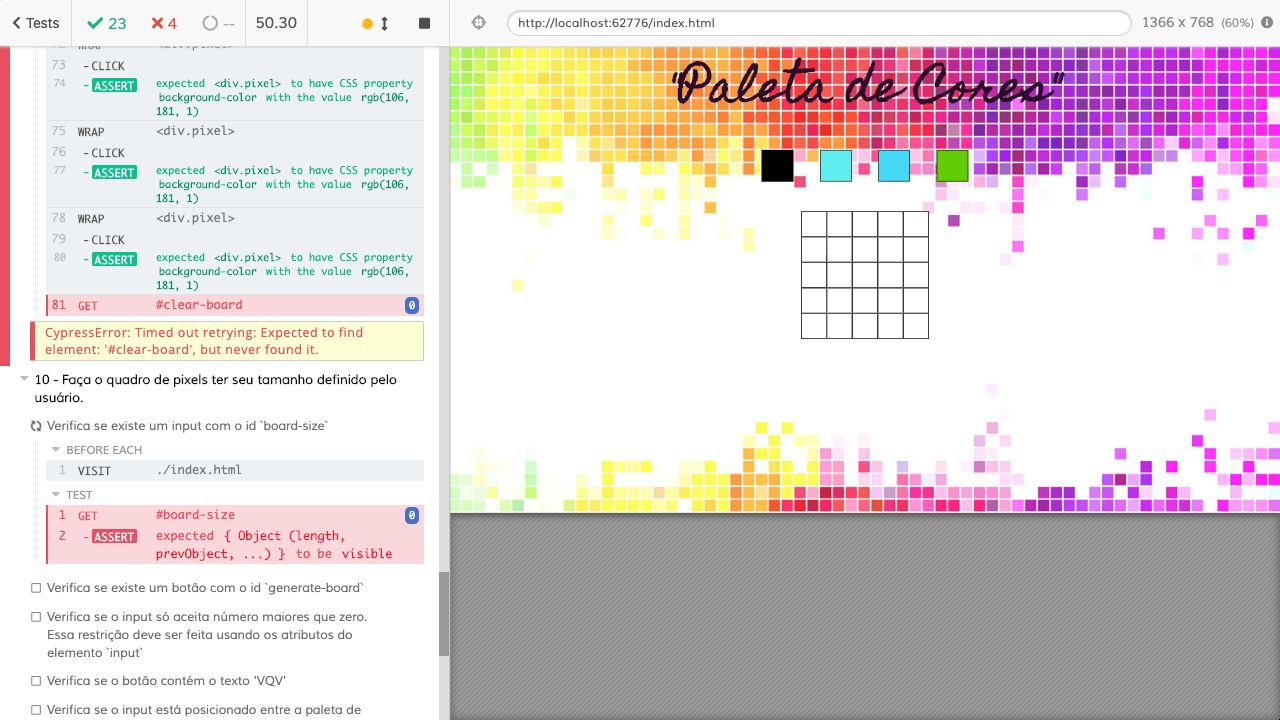 Tests
23
4
--
50.30
http://localhost:62776/index.html
1366 x 768 (60%)
72 WRAP <div.pixel>
73 -CLICK
74 -ASSERT expected <div.pixel> to have CSS property
background-color with the value rgb(106,
181, 1)
75 WRAP <div.pixel>
76 -CLICK
77 -ASSERT expected <div.pixel> to have CSS property
background-color with the value rgb(106,
181, 1)
78 WRAP <div.pixel>
79 -CLICK
80 -ASSERT expected <div.pixel> to have CSS property
background-color with the value rgb(106,
181, 1)
81 GET #clear-board 0
CypressError: Timed out retrying: Expected to find
element: '#clear-board', but never found it.
10 - Faça o quadro de pixels ter seu tamanho definido pelo
usuário.
Verifica se existe um input com o id `board-size`
BEFORE EACH
1 VISIT ./index.html
TEST
1 GET #board-size 0
2 -ASSERT expected { Object (length,
prevObject, ...) } to be visible
Verifica se existe um botão com o id `generate-board`
Verifica se o input só aceita número maiores que zero.
Essa restrição deve ser feita usando os atributos do
elemento `input`
Verifica se o botão contém o texto 'VQV'
Verifica se o input está posicionado entre a paleta de
"Paleta de Cores"